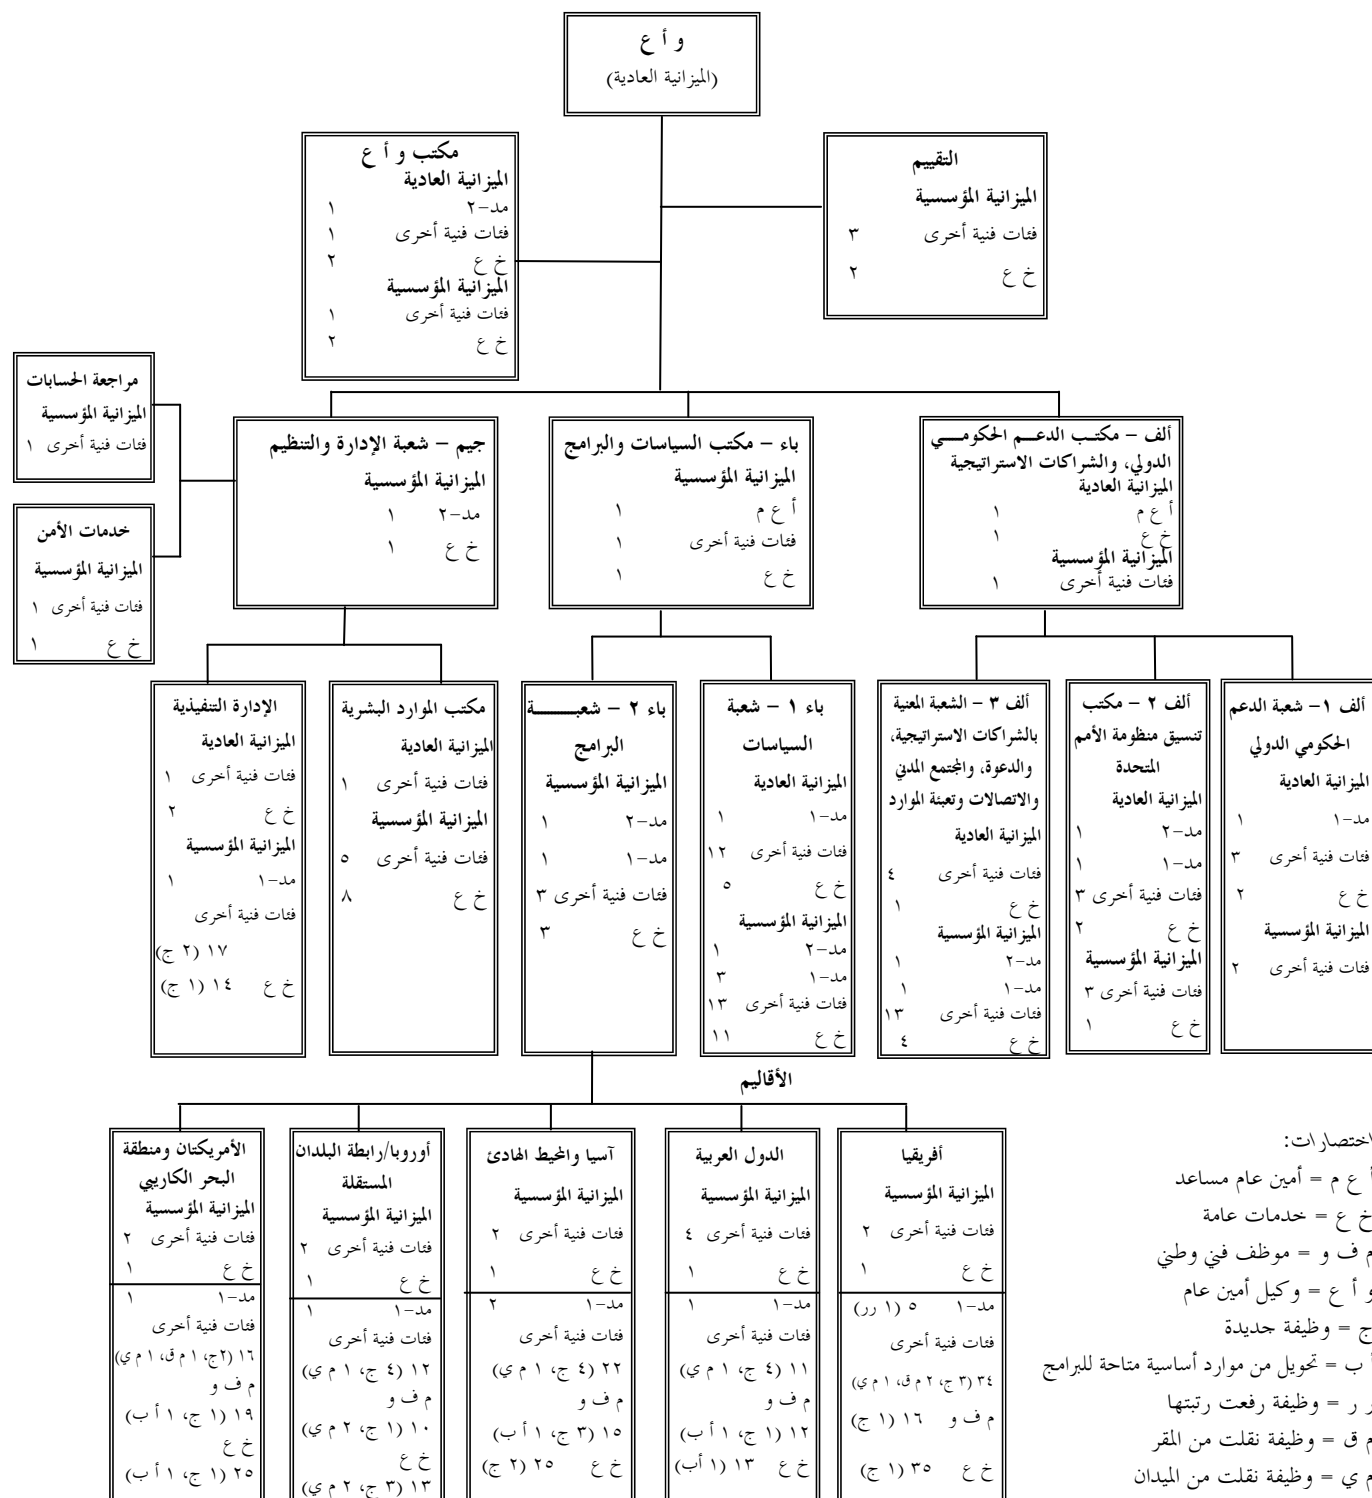 و أ ع
(الميزانية العادية)
التقييم
الميزانية المؤسسية
فئات فنية أخرى ٣
خ ع ٢
مكتب و أ ع
الميزانية العادية
مد-٢ ١
فئات فنية أخرى ١
خ ع ٢
الميزانية المؤسسية
فئات فنية أخرى ١
خ ع ٢
مراجعة الحسابات
الميزانية المؤسسية
فئات فنية أخرى ١
خدمات الأمن
الميزانية المؤسسية
فئات فنية أخرى ١
خ ع ١
ألف – مكتب الدعم الحكومي
الدولي، والشراكات الاستراتيجية
الميزانية العادية
أ ع م ١
خ ع ١
الميزانية المؤسسية
فئات فنية أخرى ١
باء – مكتب السياسات والبرامج
الميزانية المؤسسية
أ ع م ١
فئات فنية أخرى ١
خ ع ١
جيم – شعبة الإدارة والتنظيم
الميزانية المؤسسية
مد-٢ ١
خ ع ١
ألف ١– شعبة الدعم
الحكومي الدولي
الميزانية العادية
مد-١ ١
فئات فنية أخرى ٣
خ ع ٢
الميزانية المؤسسية
فئات فنية أخرى ٢
ألف ٢ – مكتب
تنسيق منظومة الأمم
المتحدة
الميزانية العادية
مد-٢ ١
مد-١ ١
فئات فنية أخرى ٣
خ ع ٢
الميزانية المؤسسية
فئات فنية أخرى ٣
خ ع ١
ألف ٣ – الشعبة المعنية
بالشراكات الاستراتيجية،
والدعوة، والمجتمع المدني
والاتصالات وتعبئة الموارد
الميزانية العادية
فئات فنية أخرى ٤
خ ع ١
الميزانية المؤسسية
مد-٢ ١
مد-١ ١
فئات فنية أخرى ١٣
خ ع ٤
باء ١ – شعبة
السياسات
الميزانية العادية
مد-١ ١
فئات فنية أخرى ١٢
خ ع ٥
الميزانية المؤسسية
مد-٢ ١
مد-١ ٣
فئات فنية أخرى ١٣
خ ع ١١
باء ٢ – شعبــــــة
البرامج
الميزانية المؤسسية
مد-٢ ١
مد-١ ١
فئات فنية أخرى ٣
خ ع ٣
مكتب الموارد البشرية
الميزانية العادية
فئات فنية أخرى ١
الميزانية المؤسسية
فئات فنية أخرى ٥
خ ع ٨
الإدارة التنفيذية
الميزانية العادية
فئات فنية أخرى ١
خ ع ٢
الميزانية المؤسسية
مد-١ ١
فئات فنية أخرى
١٧ (٢ ج)
خ ع ١٤ (١ ج)
الأقاليم
أفريقيا
الميزانية المؤسسية
فئات فنية أخرى ٢
خ ع ١
مد-١ ٥ (١ رر)
فئات فنية أخرى
٣٤ (٣ ج، ٢ م ق، ١ م ي)
م ف و ١٦ (١ ج)
خ ع ٣٥ (١ ج)
الدول العربية
الميزانية المؤسسية
فئات فنية أخرى ٤
خ ع ١
مد-١ ١
فئات فنية أخرى
١١ (٤ ج، ١ م ي)
م ف و
١٢ (١ ج، ١ أ ب)
خ ع ١٣ (١ أب)
آسيا والمحيط الهادئ
الميزانية المؤسسية
فئات فنية أخرى ٢
خ ع ١
مد-١ ٢
فئات فنية أخرى
٢٢ (٤ ج، ١ م ي)
م ف و
١٥ (٣ ج، ١ أ ب)
خ ع ٢٥ (٢ ج)
أوروبا/رابطة البلدان
المستقلة
الميزانية المؤسسية
فئات فنية أخرى ٢
خ ع ١
مد-١ ١
فئات فنية أخرى
١٢ (٤ ج، ١ م ي)
م ف و
١٠ (١ ج، ٢ م ي)
خ ع
١٣ (٣ ج، ٢ م ي)
الأمريكتان ومنطقة
البحر الكاريبي
الميزانية المؤسسية
فئات فنية أخرى ٢
خ ع ١
مد-١ ١
فئات فنية أخرى
١٦ (٢ج، ١ م ق، ١ م ي)
م ف و
١٩ (١ ج، ١ أ ب)
خ ع
٢٥ (١ ج، ١ أ ب)
اختصارات:
أ ع م = أمين عام مساعد
خ ع = خدمات عامة
م ف و = موظف فني وطني
و أ ع = وكيل أمين عام
ج = وظيفة جديدة
أ ب = تحويل من موارد أساسية متاحة للبرامج
ر ر = وظيفة رفعت رتبتها
م ق = وظيفة نقلت من المقر
م ي = وظيفة نقلت من الميدان